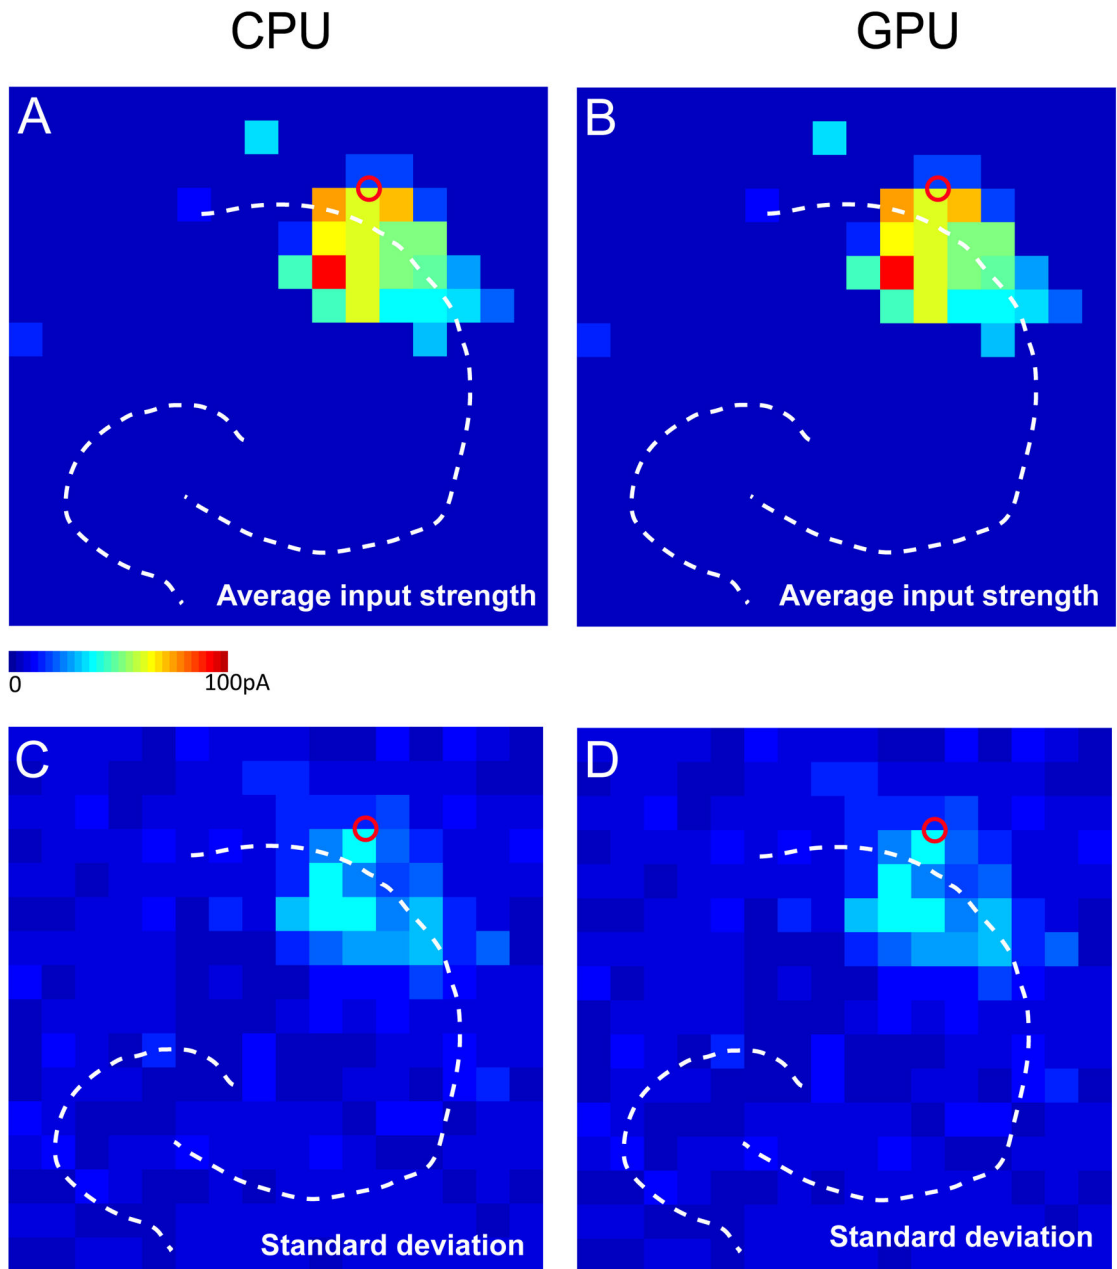 CPU
GPU
A
B
Average input strength
Average input strength
0
100pA
C
D
Standard deviation
Standard deviation